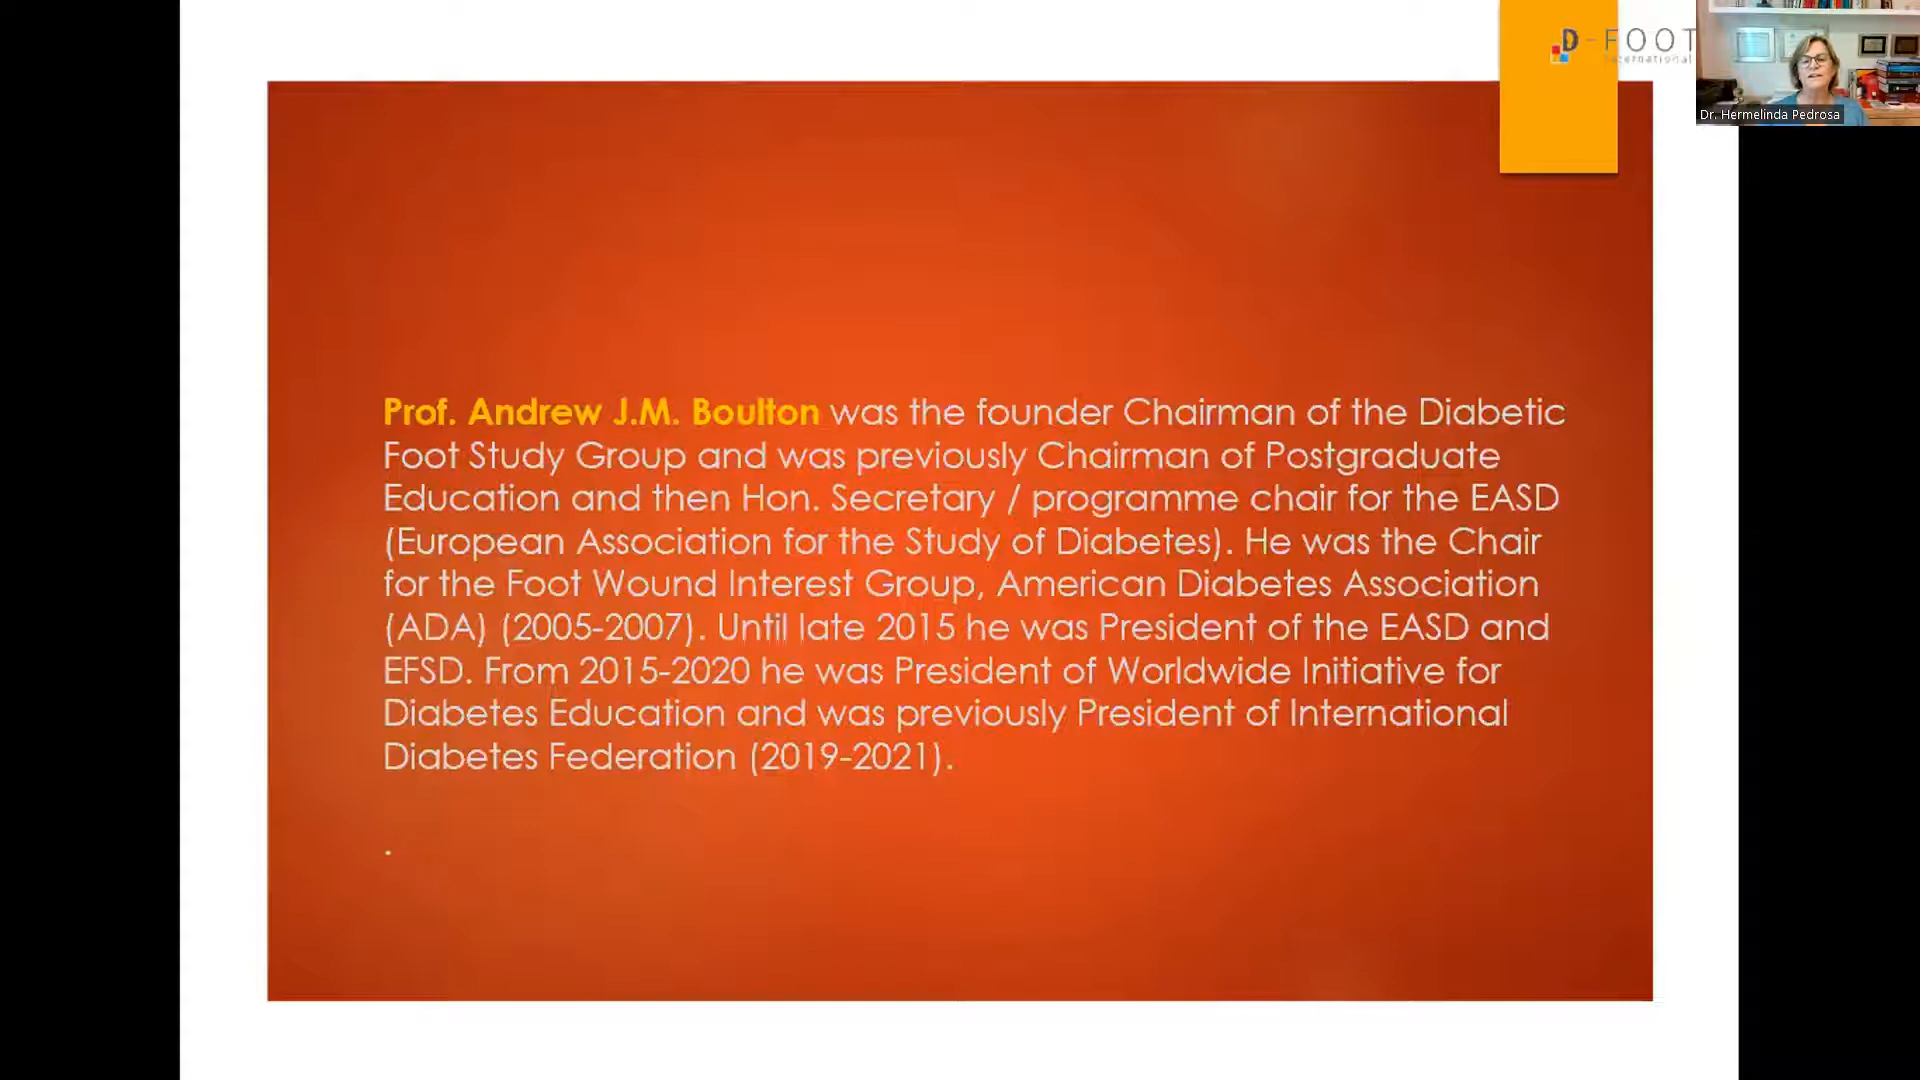 D-FOOT
International
Dr. Hermelinda Pedrosa
Prof. Andrew J.M. Boulton was the founder Chairman of the Diabetic
Foot Study Group and was previously Chairman of Postgraduate
Education and then Hon. Secretary / programme chair for the EASD
(European Association for the Study of Diabetes). He was the Chair
for the Foot Wound Interest Group, American Diabetes Association
(ADA) (2005-2007). Until late 2015 he was President of the EASD and
EFSD. From 2015-2020 he was President of Worldwide Initiative for
Diabetes Education and was previously President of International
Diabetes Federation (2019-2021).
.